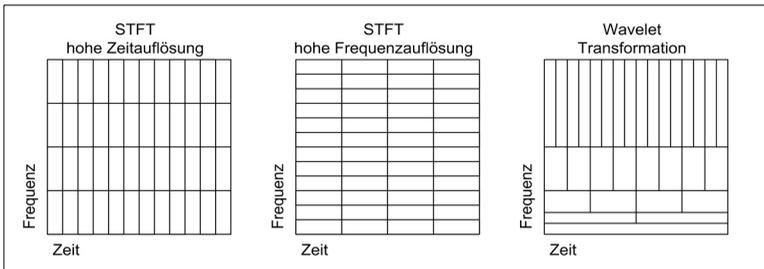 STFT
hohe Zeitauflösung
Frequenz
Zeit
STFT
hohe Frequenzauflösung
Frequenz
Zeit
Wavelet
Transformation
Frequenz
Zeit